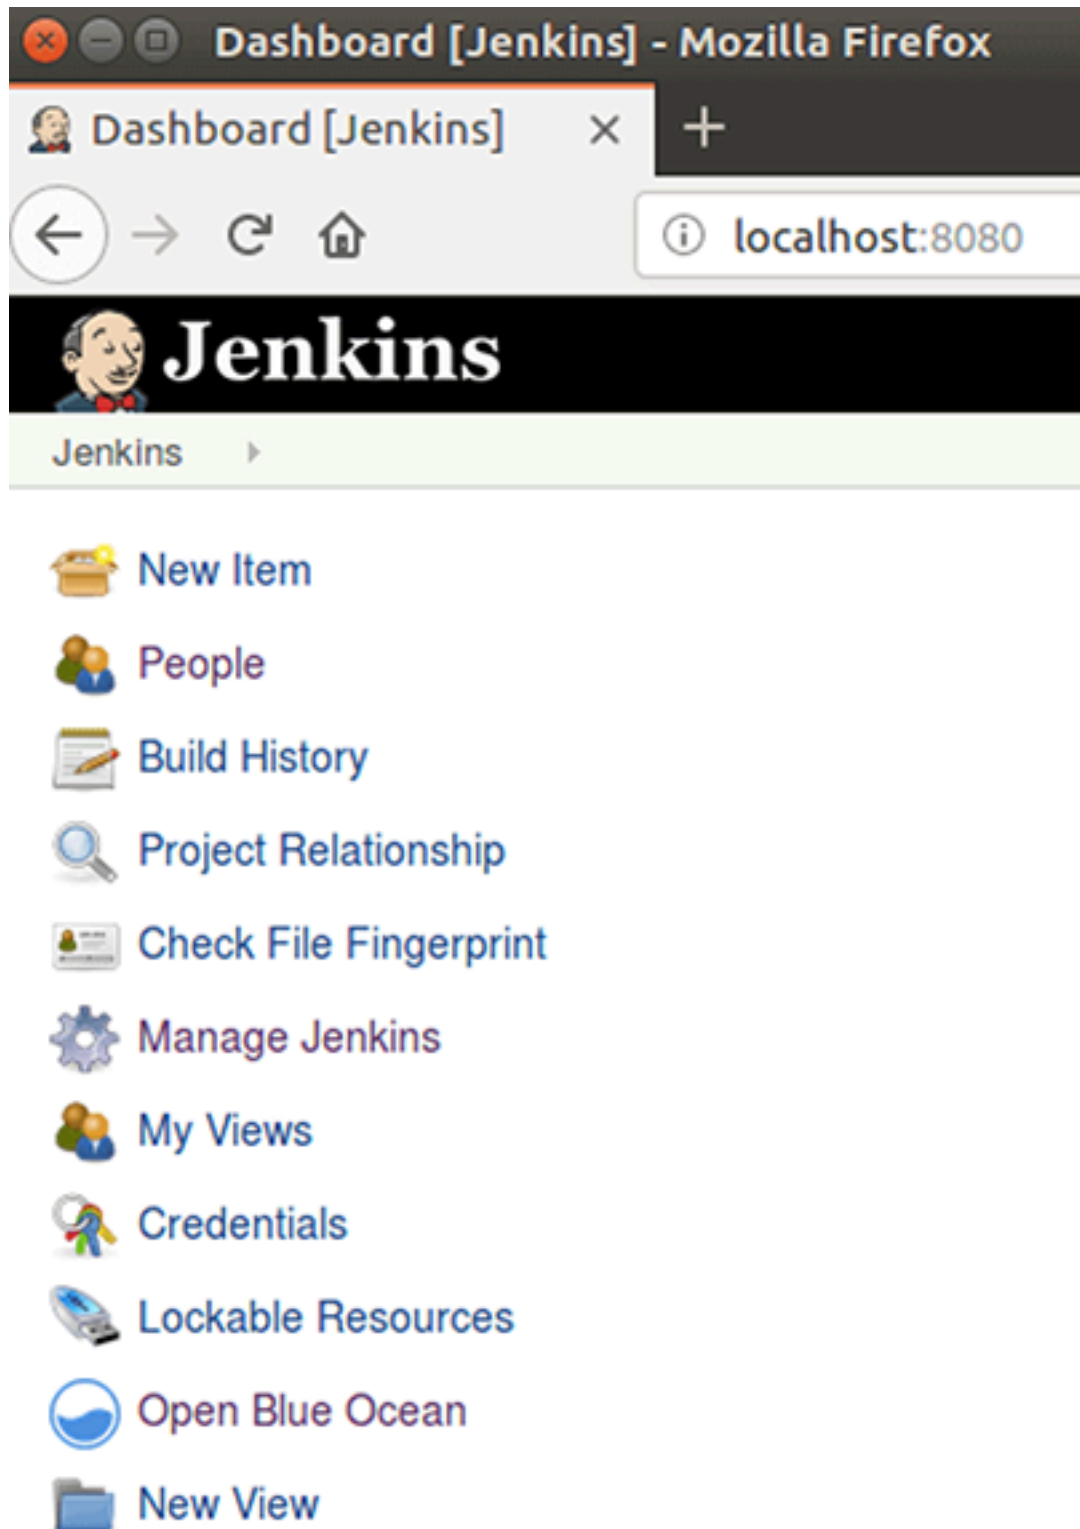 Dashboard [Jenkins] - Mozilla Firefox
Dashboard [Jenkins]
localhost:8080
Jenkins
Jenkins
New Item
People
Build History
Project Relationship
Check File Fingerprint
Manage Jenkins
My Views
Credentials
Lockable Resources
Open Blue Ocean
New View